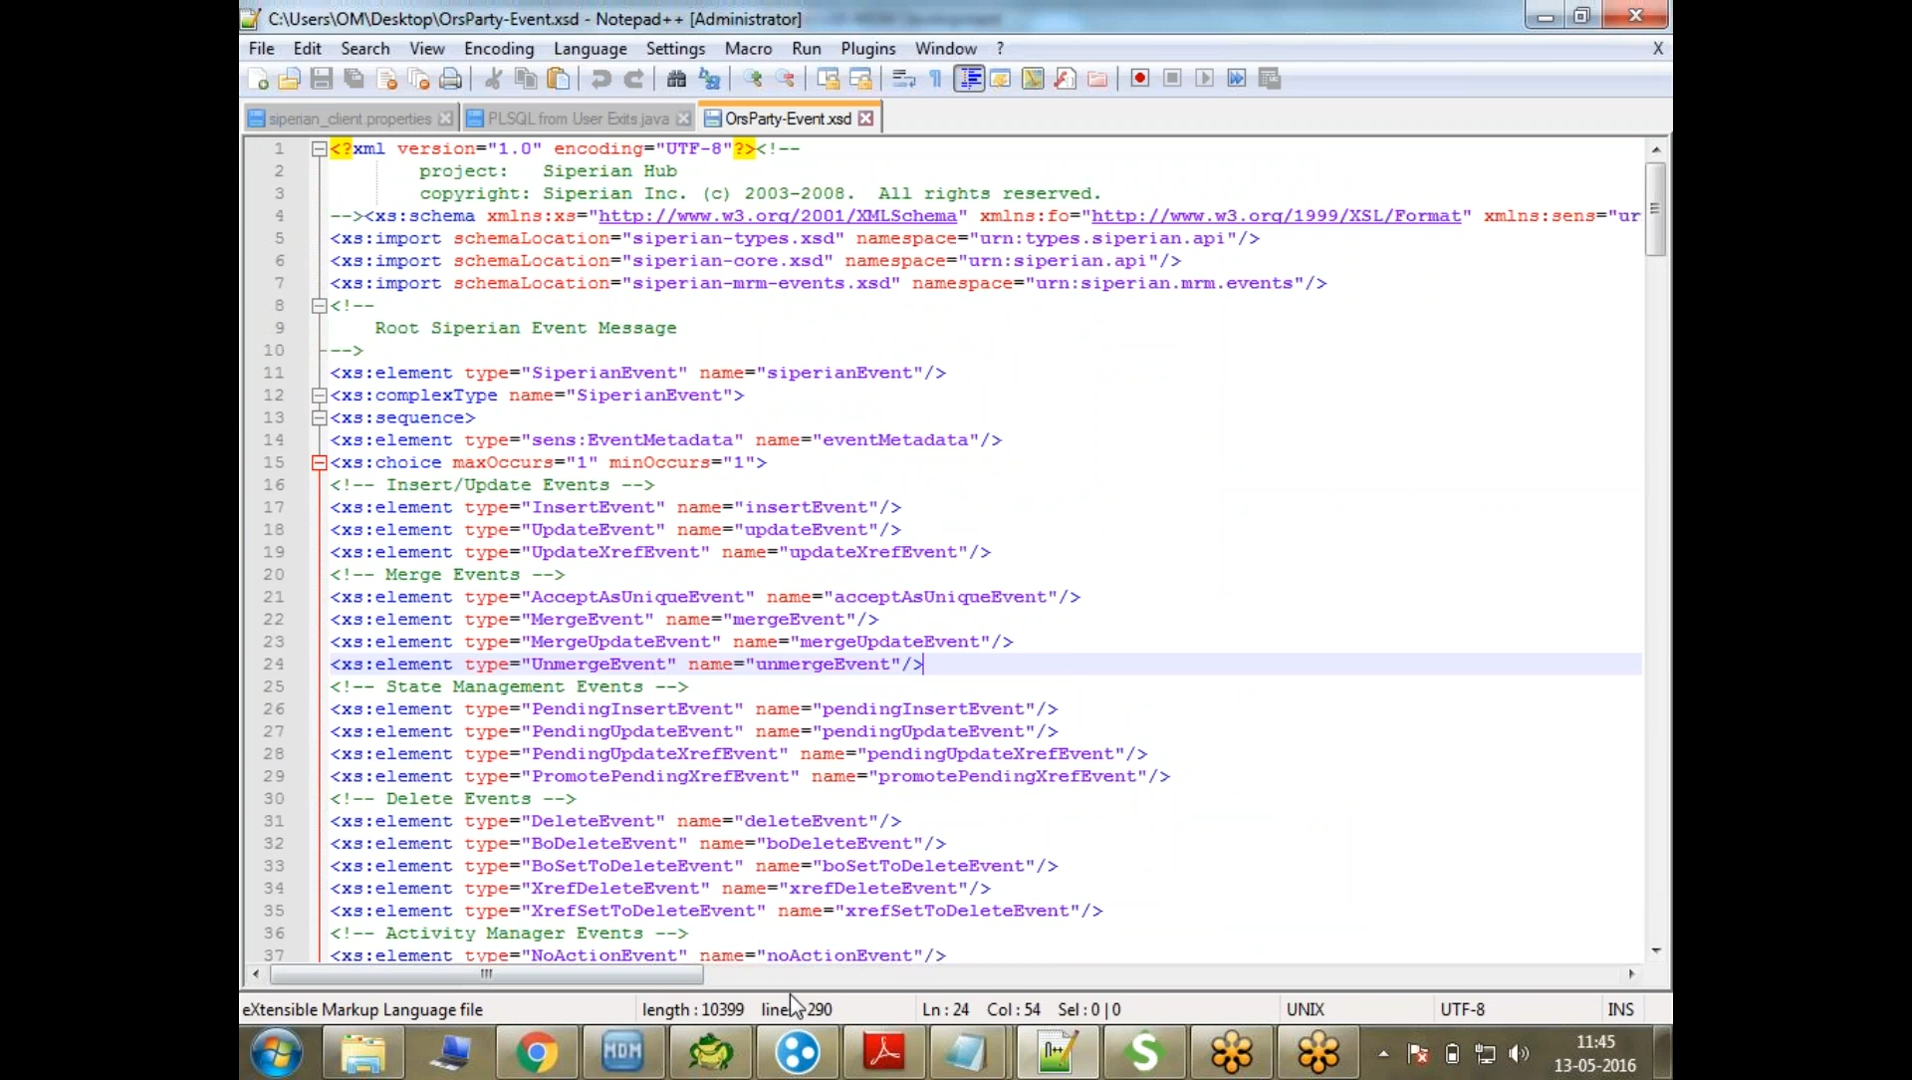 C:\Users\OM\Desktop\OrsParty-Event.xsd - Notepad++ [Administrator]
File Edit Search View Encoding Language Settings Macro Run Plugins Window ? X
siperian_client.properties PLSQL from User Exits.java OrsParty-Event.xsd
1 <?xml version="1.0" encoding="UTF-8"?><!--
2 project: Siperian Hub
3 copyright: Siperian Inc. (c) 2003-2008. All rights reserved.
4 --><xs:schema xmlns:xs="http://www.w3.org/2001/XMLSchema" xmlns:fo="http://www.w3.org/1999/XSL/Format" xmlns:sens="ur
5 <xs:import schemaLocation="siperian-types.xsd" namespace="urn:types.siperian.api"/>
6 <xs:import schemaLocation="siperian-core.xsd" namespace="urn:siperian.api"/>
7 <xs:import schemaLocation="siperian-mrm-events.xsd" namespace="urn:siperian.mrm.events"/>
8 <!--
9 Root Siperian Event Message
10 -->
11 <xs:element type="SiperianEvent" name="siperianEvent"/>
12 <xs:complexType name="SiperianEvent">
13 <xs:sequence>
14 <xs:element type="sens:EventMetadata" name="eventMetadata"/>
15 <xs:choice maxOccurs="1" minOccurs="1">
16 <!-- Insert/Update Events -->
17 <xs:element type="InsertEvent" name="insertEvent"/>
18 <xs:element type="UpdateEvent" name="updateEvent"/>
19 <xs:element type="UpdateXrefEvent" name="updateXrefEvent"/>
20 <!-- Merge Events -->
21 <xs:element type="AcceptAsUniqueEvent" name="acceptAsUniqueEvent"/>
22 <xs:element type="MergeEvent" name="mergeEvent"/>
23 <xs:element type="MergeUpdateEvent" name="mergeUpdateEvent"/>
24 <xs:element type="UnmergeEvent" name="unmergeEvent"/>
25 <!-- State Management Events -->
26 <xs:element type="PendingInsertEvent" name="pendingInsertEvent"/>
27 <xs:element type="PendingUpdateEvent" name="pendingUpdateEvent"/>
28 <xs:element type="PendingUpdateXrefEvent" name="pendingUpdateXrefEvent"/>
29 <xs:element type="PromotePendingXrefEvent" name="promotePendingXrefEvent"/>
30 <!-- Delete Events -->
31 <xs:element type="DeleteEvent" name="deleteEvent"/>
32 <xs:element type="BoDeleteEvent" name="boDeleteEvent"/>
33 <xs:element type="BoSetToDeleteEvent" name="boSetToDeleteEvent"/>
34 <xs:element type="XrefDeleteEvent" name="xrefDeleteEvent"/>
35 <xs:element type="XrefSetToDeleteEvent" name="xrefSetToDeleteEvent"/>
36 <!-- Activity Manager Events -->
37 <xs:element type="NoActionEvent" name="noActionEvent"/>
eXtensible Markup Language file length : 10399 line 290 Ln : 24 Col : 54 Sel : 0 | 0 UNIX UTF-8 INS
MDM n++ S 11:45
13-05-2016